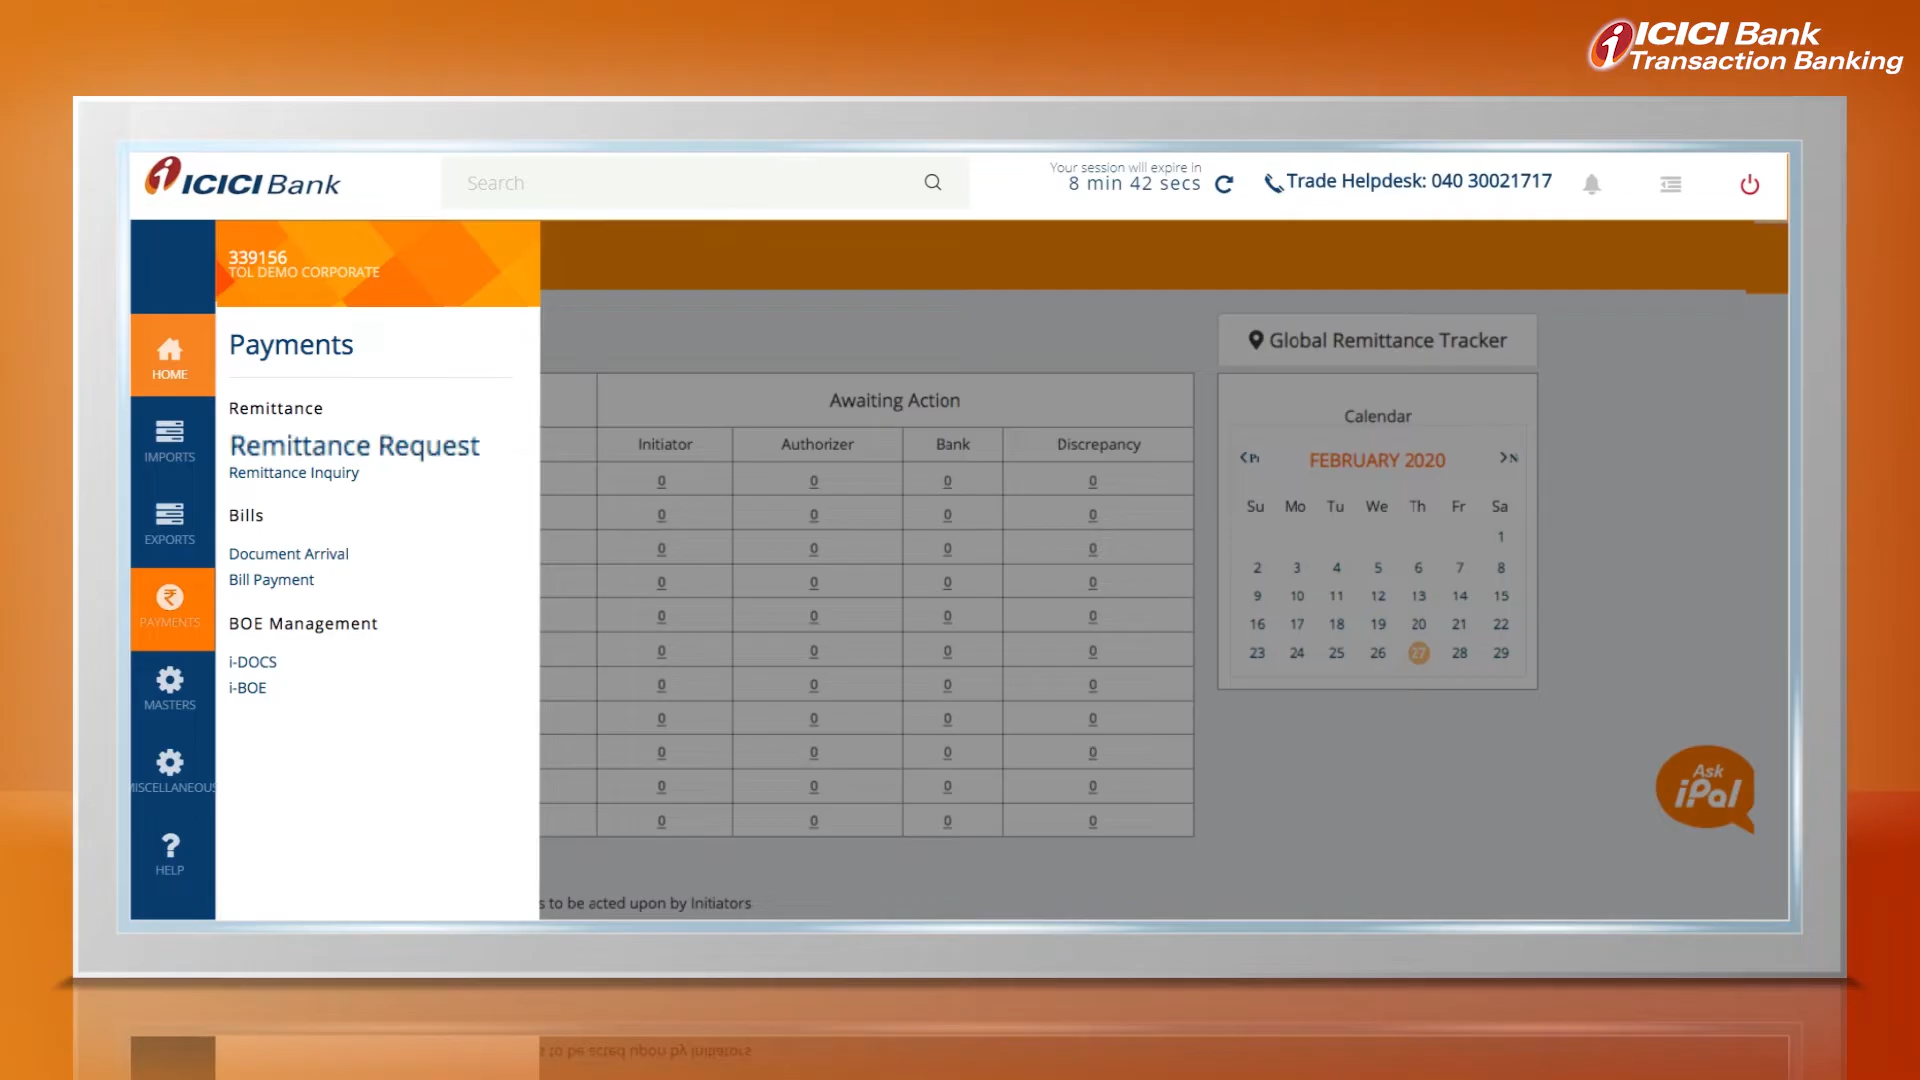 ICICI Bank
Transaction Banking
ICICI Bank
Search
Your session will expire in
8 min 42 secs
Trade Helpdesk: 040 30021717
339156
TOL DEMO CORPORATE
HOME
IMPORTS
EXPORTS
PAYMENTS
MASTERS
MISCELLANEOUS
HELP
Payments
Remittance
Remittance Request
Remittance Inquiry
Bills
Document Arrival
Bill Payment
BOE Management
i-DOCS
i-BOE
Awaiting Action
Initiator Authorizer Bank Discrepancy
0 0 0 0
0 0 0 0
0 0 0 0
0 0 0 0
0 0 0 0
0 0 0 0
0 0 0 0
0 0 0 0
0 0 0 0
0 0 0 0
0 0 0 0
s to be acted upon by Initiators
Global Remittance Tracker
Calendar
FEBRUARY 2020
Su Mo Tu We Th Fr Sa
1
2 3 4 5 6 7 8
9 10 11 12 13 14 15
16 17 18 19 20 21 22
23 24 25 26 27 28 29
Ask
iPal